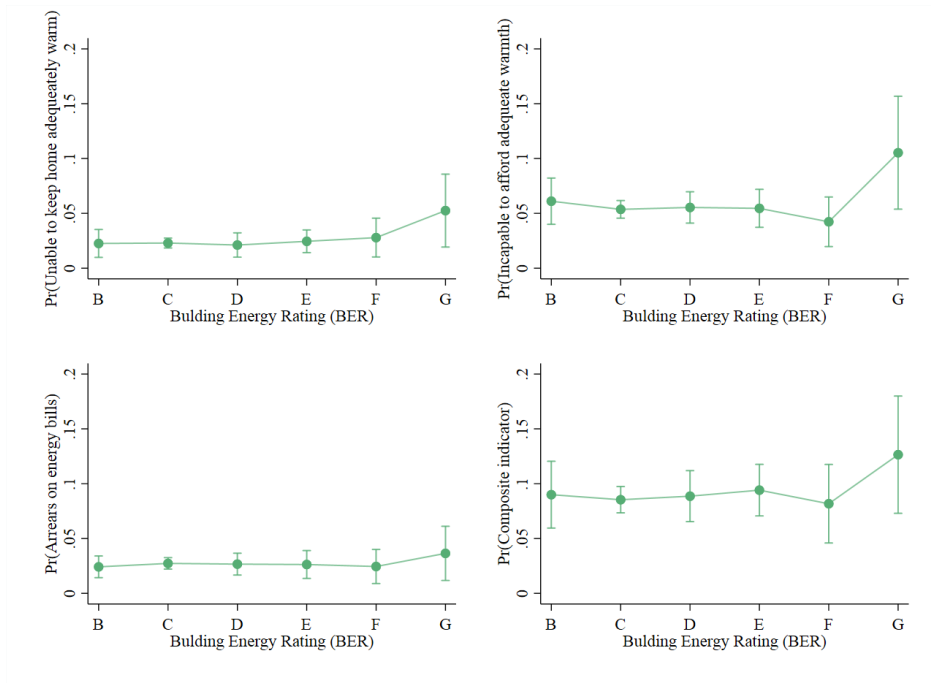 Pr(Unable to keep home adequeately warm)
.2
.15
.1
.05
0
B C D E F G
Bulding Energy Rating (BER)
Pr(Incapable to afford adequeate warmth)
.2
.15
.1
.05
0
B C D E F G
Bulding Energy Rating (BER)
Pr(Arrears on energy bills)
.2
.15
.1
.05
0
B C D E F G
Bulding Energy Rating (BER)
Pr(Composite indicator)
.2
.15
.1
.05
0
B C D E F G
Bulding Energy Rating (BER)